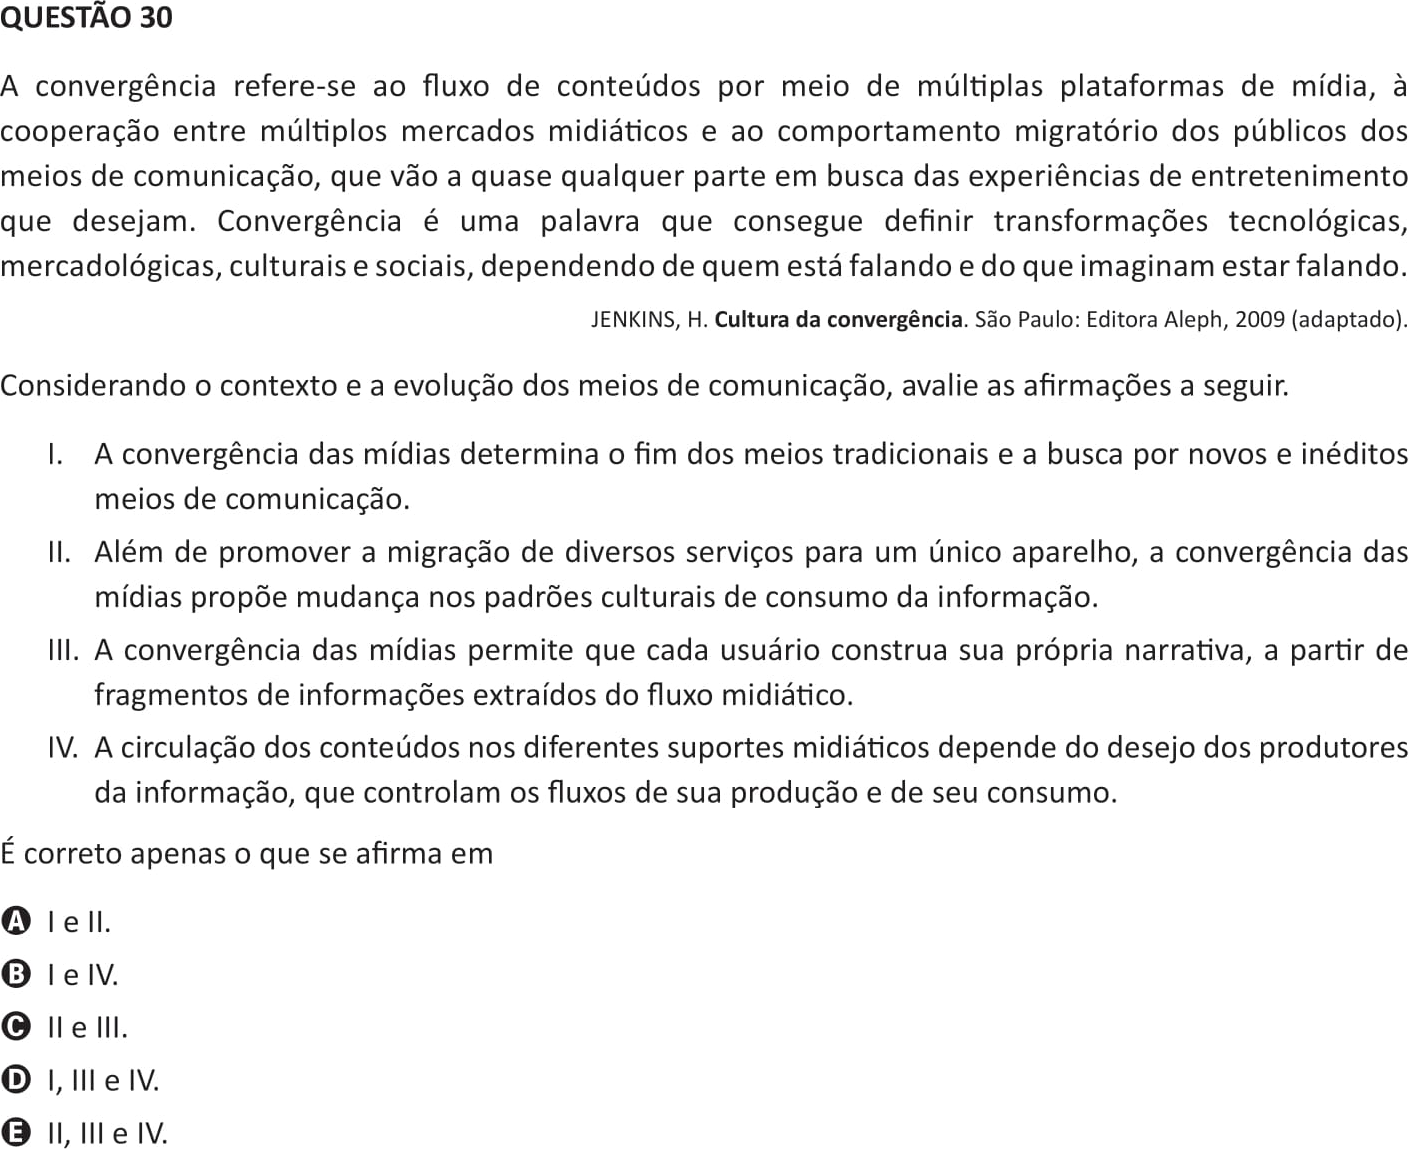 QUESTÃO 30
A convergência refere-se ao fluxo de conteúdos por meio de múltiplas plataformas de mídia, à
cooperação entre múltiplos mercados midiáticos e ao comportamento migratório dos públicos dos
meios de comunicação, que vão a quase qualquer parte em busca das experiências de entretenimento
que desejam. Convergência é uma palavra que consegue definir transformações tecnológicas,
mercadológicas, culturais e sociais, dependendo de quem está falando e do que imaginam estar falando.
JENKINS, H. Cultura da convergência. São Paulo: Editora Aleph, 2009 (adaptado).
Considerando o contexto e a evolução dos meios de comunicação, avalie as afirmações a seguir.
I. A convergência das mídias determina o fim dos meios tradicionais e a busca por novos e inéditos
meios de comunicação.
II. Além de promover a migração de diversos serviços para um único aparelho, a convergência das
mídias propõe mudança nos padrões culturais de consumo da informação.
III. A convergência das mídias permite que cada usuário construa sua própria narrativa, a partir de
fragmentos de informações extraídos do fluxo midiático.
IV. A circulação dos conteúdos nos diferentes suportes midiáticos depende do desejo dos produtores
da informação, que controlam os fluxos de sua produção e de seu consumo.
É correto apenas o que se afirma em
A I e II.
B I e IV.
C II e III.
D I, III e IV.
E II, III e IV.